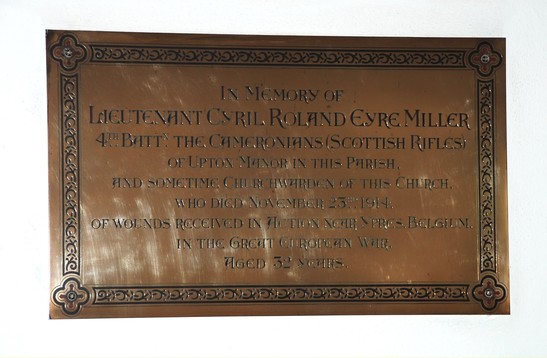 In Memory of
Lieutenant Cyril Roland Eyre Miller
4th Battn. The Cameronians (Scottish Rifles)
of Upton Manor in this Parish,
and sometime Churchwarden of this Church,
who died November 23rd 1914,
of wounds received in Action near Ypres, Belgium,
in the Great European War,
Aged 32 years.